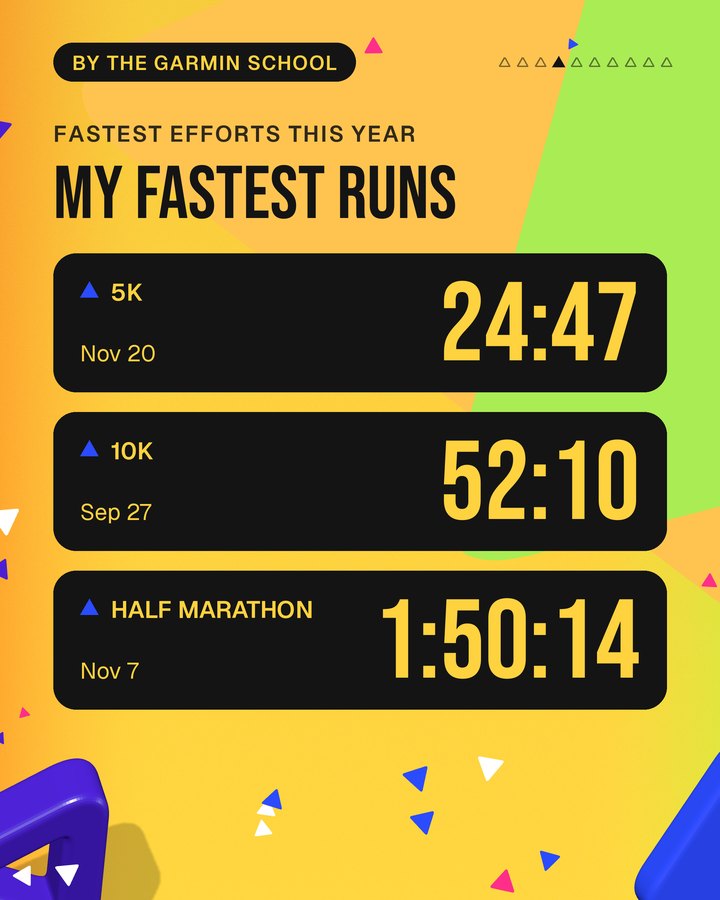 BY THE GARMIN SCHOOL
FASTEST EFFORTS THIS YEAR
MY FASTEST RUNS
5K
24:47
Nov 20
10K
52:10
Sep 27
HALF MARATHON
1:50:14
Nov 7